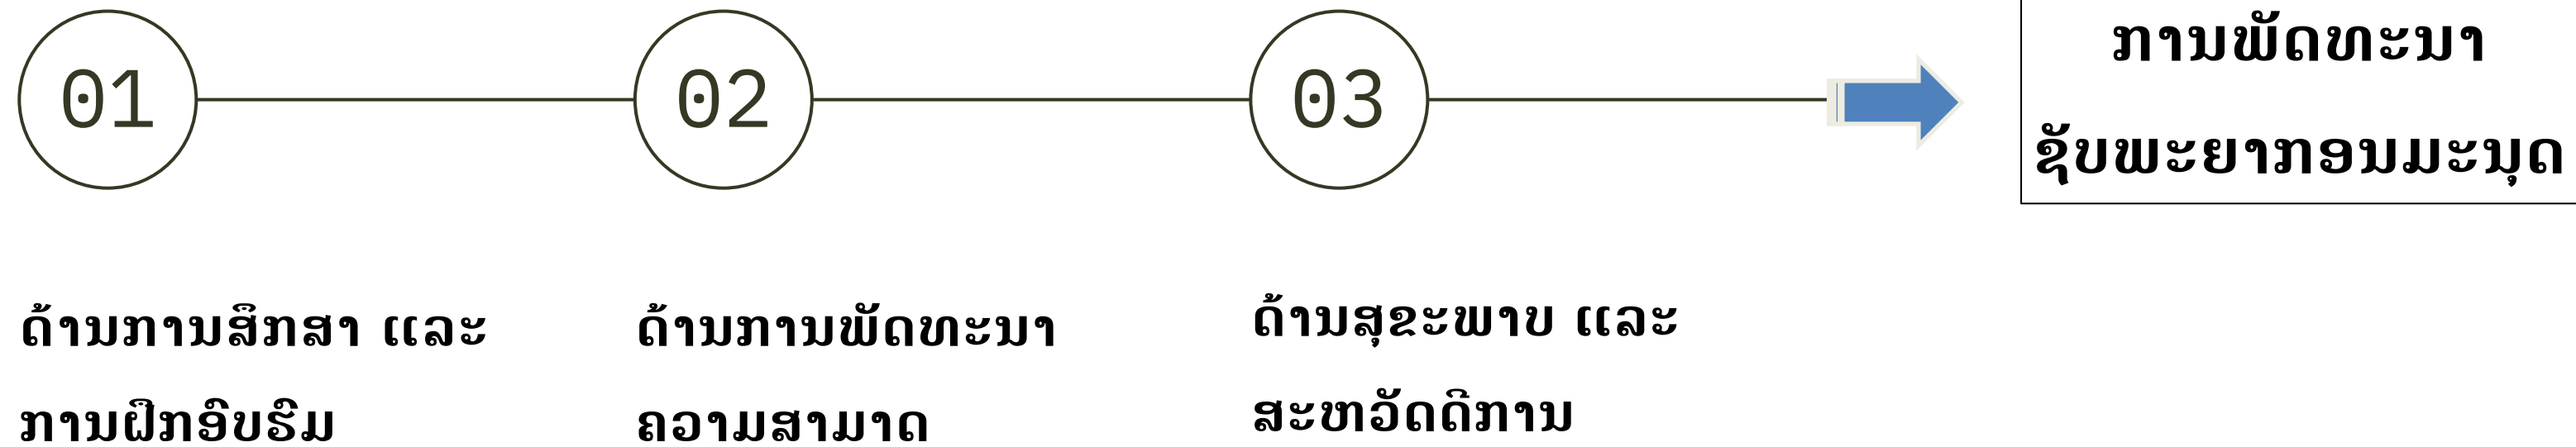 01
02
03
ການພັດທະນາ
ຊັບພະຍາກອນມະນຸດ
ດ້ານການສຶກສາ ແລະ
ການຝຶກອົບຮົມ
ດ້ານການພັດທະນາ
ຄວາມສາມາດ
ດ້ານສຸຂະພາບ ແລະ
ສະຫວັດດີການ